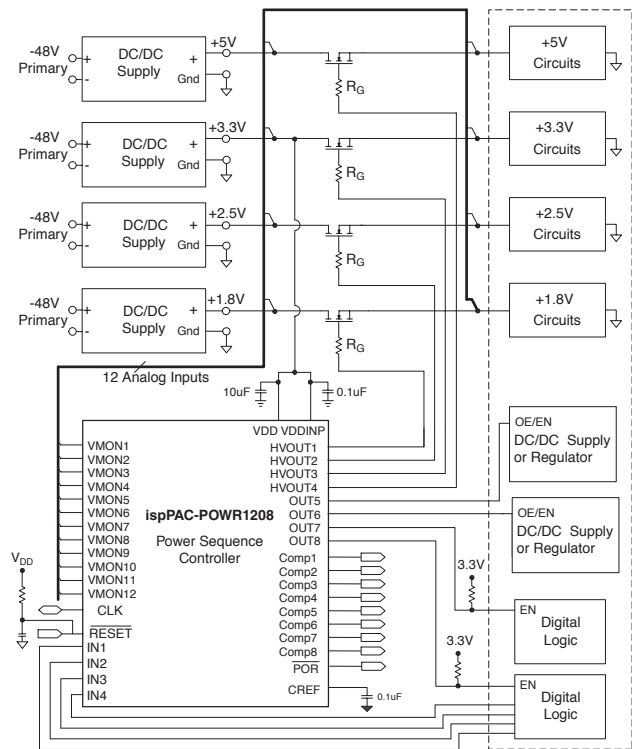 -48V
Primary
+
-
DC/DC
Supply
+
Gnd
+5V
RG
+5V
Circuits
-48V
Primary
+
-
DC/DC
Supply
+
Gnd
+3.3V
RG
+3.3V
Circuits
-48V
Primary
+
-
DC/DC
Supply
+
Gnd
+2.5V
RG
+2.5V
Circuits
-48V
Primary
+
-
DC/DC
Supply
+
Gnd
+1.8V
RG
+1.8V
Circuits
12 Analog Inputs
10uF
0.1uF
VDD VDDINP
VMON1
VMON2
VMON3
VMON4
VMON5
VMON6
VMON7
VMON8
VMON9
VMON10
VMON11
VMON12
CLK
RESET
IN1
IN2
IN3
IN4
VDD
ispPAC-POWR1208
Power Sequence
Controller
HVOUT1
HVOUT2
HVOUT3
HVOUT4
OUT5
OUT6
OUT7
OUT8
Comp1
Comp2
Comp3
Comp4
Comp5
Comp6
Comp7
Comp8
POR
CREF
0.1uF
OE/EN
DC/DC Supply
or Regulator
OE/EN
DC/DC Supply
or Regulator
3.3V
EN
Digital
Logic
3.3V
EN
Digital
Logic